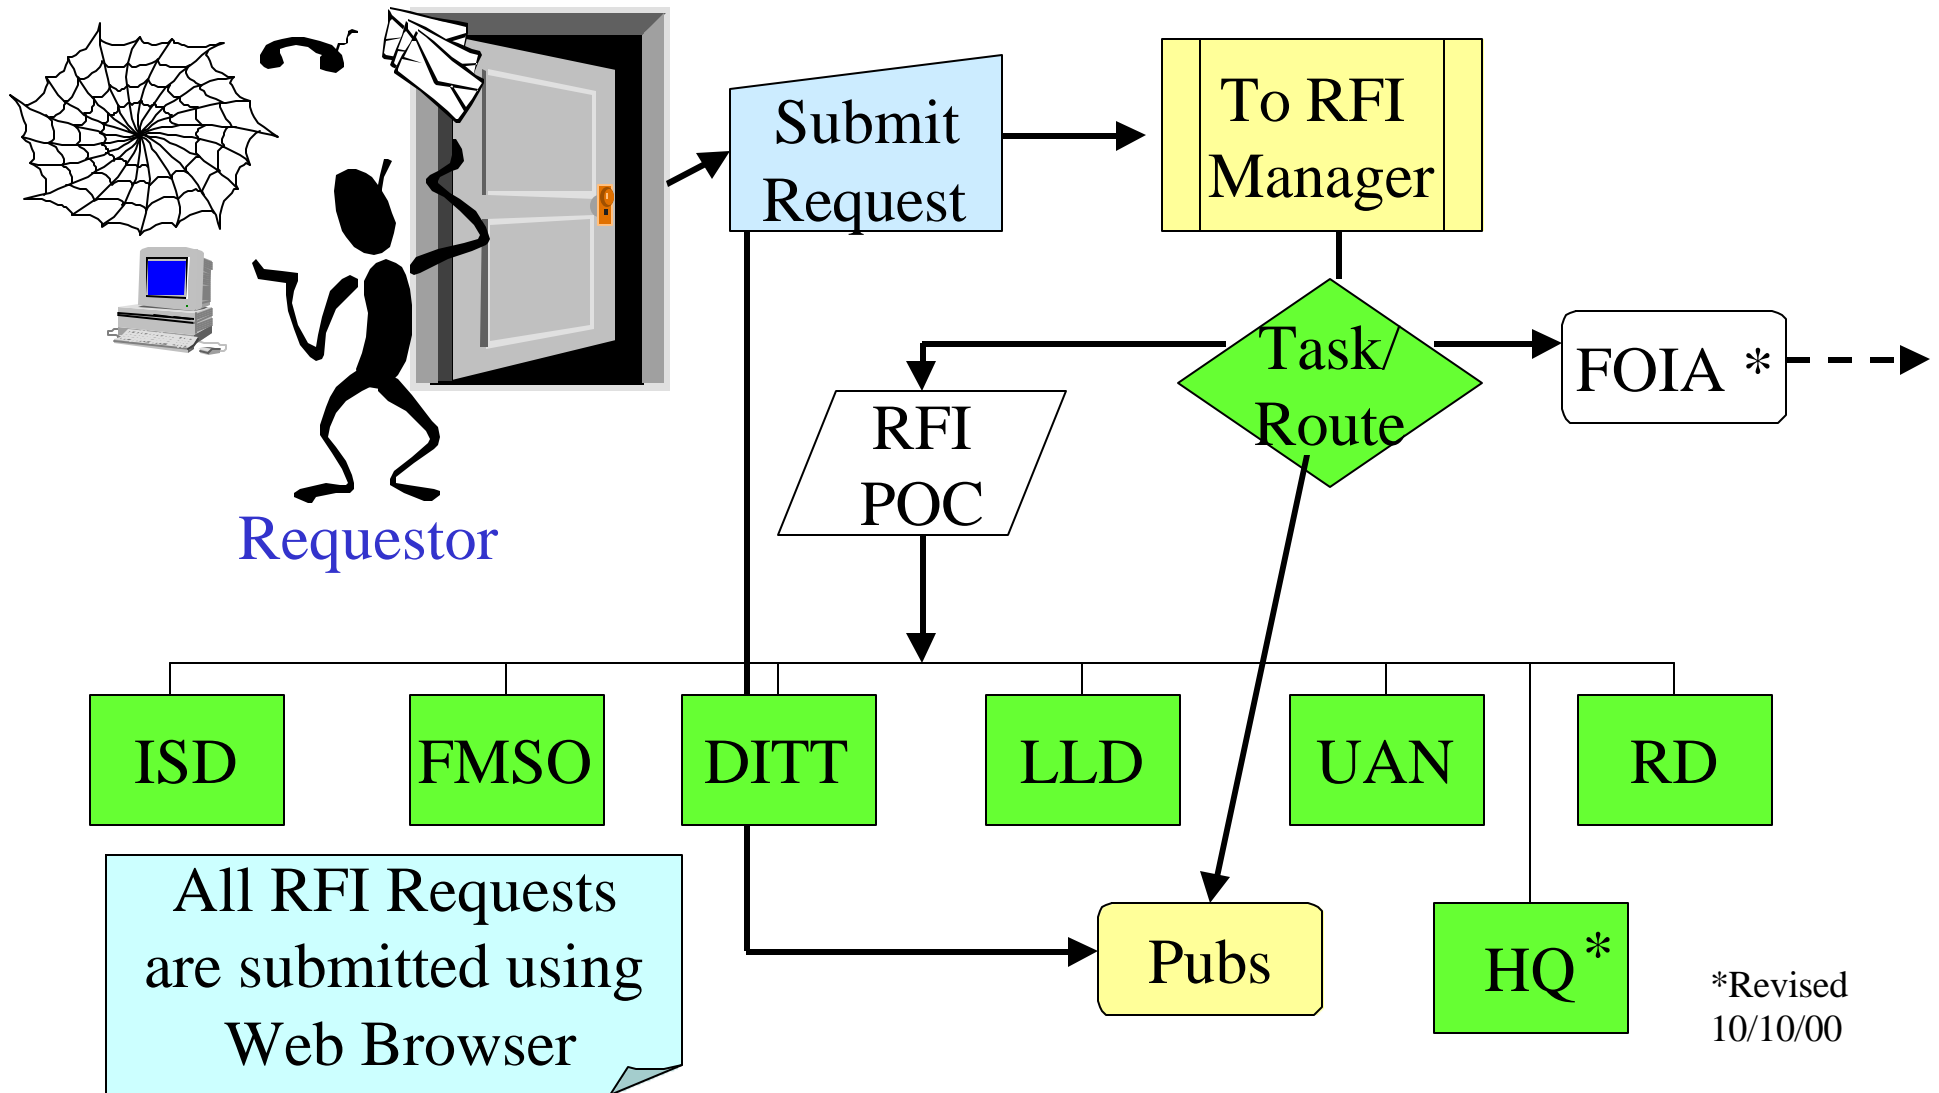 Submit
Request
To RFI
Manager
Task/
Route
FOIA *
RFI
POC
Requestor
ISD
FMSO
DITT
LLD
UAN
RD
All RFI Requests
are submitted using
Web Browser
Pubs
HQ *
*Revised
10/10/00